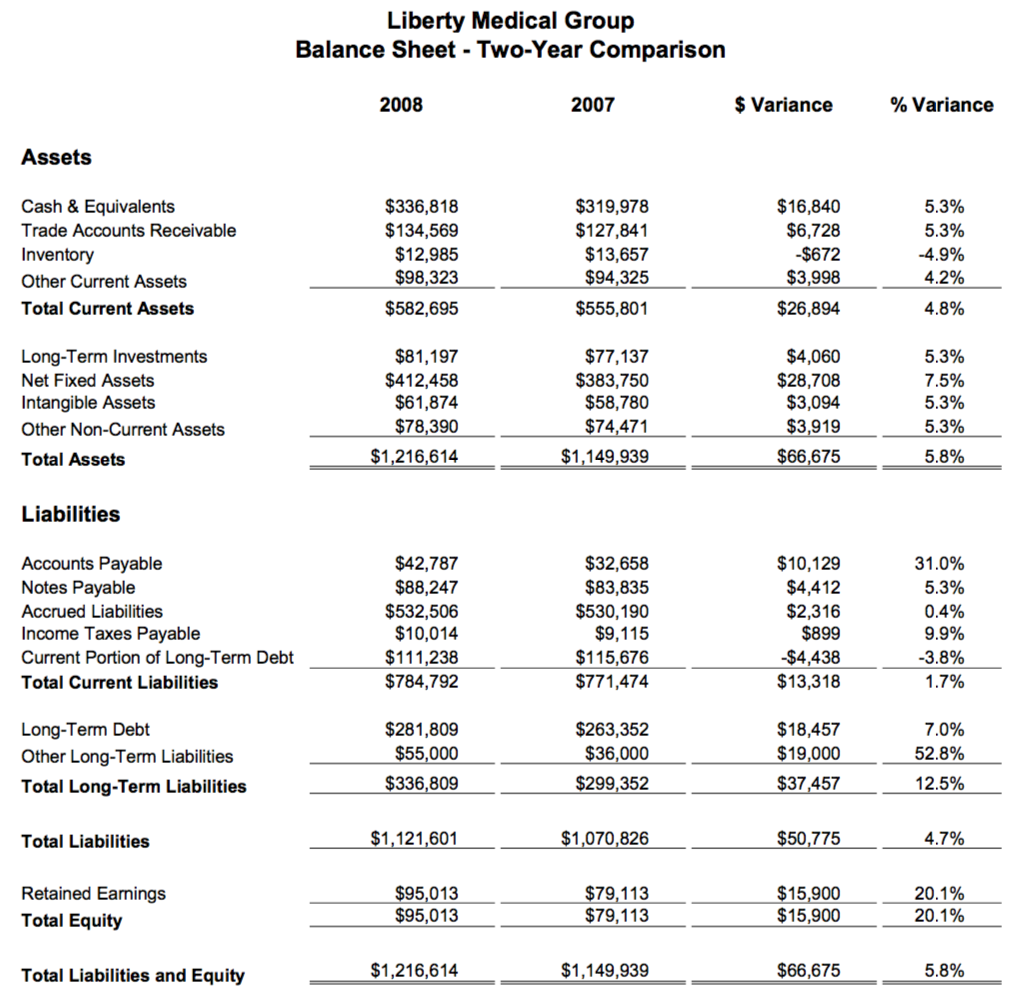 Liberty Medical Group
Balance Sheet - Two-Year Comparison
2008 2007 $ Variance % Variance
Assets
Cash & Equivalents $336,818 $319,978 $16,840 5.3%
Trade Accounts Receivable $134,569 $127,841 $6,728 5.3%
Inventory $12,985 $13,657 -$672 -4.9%
Other Current Assets $98,323 $94,325 $3,998 4.2%
Total Current Assets $582,695 $555,801 $26,894 4.8%
Long-Term Investments $81,197 $77,137 $4,060 5.3%
Net Fixed Assets $412,458 $383,750 $28,708 7.5%
Intangible Assets $61,874 $58,780 $3,094 5.3%
Other Non-Current Assets $78,390 $74,471 $3,919 5.3%
Total Assets $1,216,614 $1,149,939 $66,675 5.8%
Liabilities
Accounts Payable $42,787 $32,658 $10,129 31.0%
Notes Payable $88,247 $83,835 $4,412 5.3%
Accrued Liabilities $532,506 $530,190 $2,316 0.4%
Income Taxes Payable $10,014 $9,115 $899 9.9%
Current Portion of Long-Term Debt $111,238 $115,676 -$4,438 -3.8%
Total Current Liabilities $784,792 $771,474 $13,318 1.7%
Long-Term Debt $281,809 $263,352 $18,457 7.0%
Other Long-Term Liabilities $55,000 $36,000 $19,000 52.8%
Total Long-Term Liabilities $336,809 $299,352 $37,457 12.5%
Total Liabilities $1,121,601 $1,070,826 $50,775 4.7%
Retained Earnings $95,013 $79,113 $15,900 20.1%
Total Equity $95,013 $79,113 $15,900 20.1%
Total Liabilities and Equity $1,216,614 $1,149,939 $66,675 5.8%